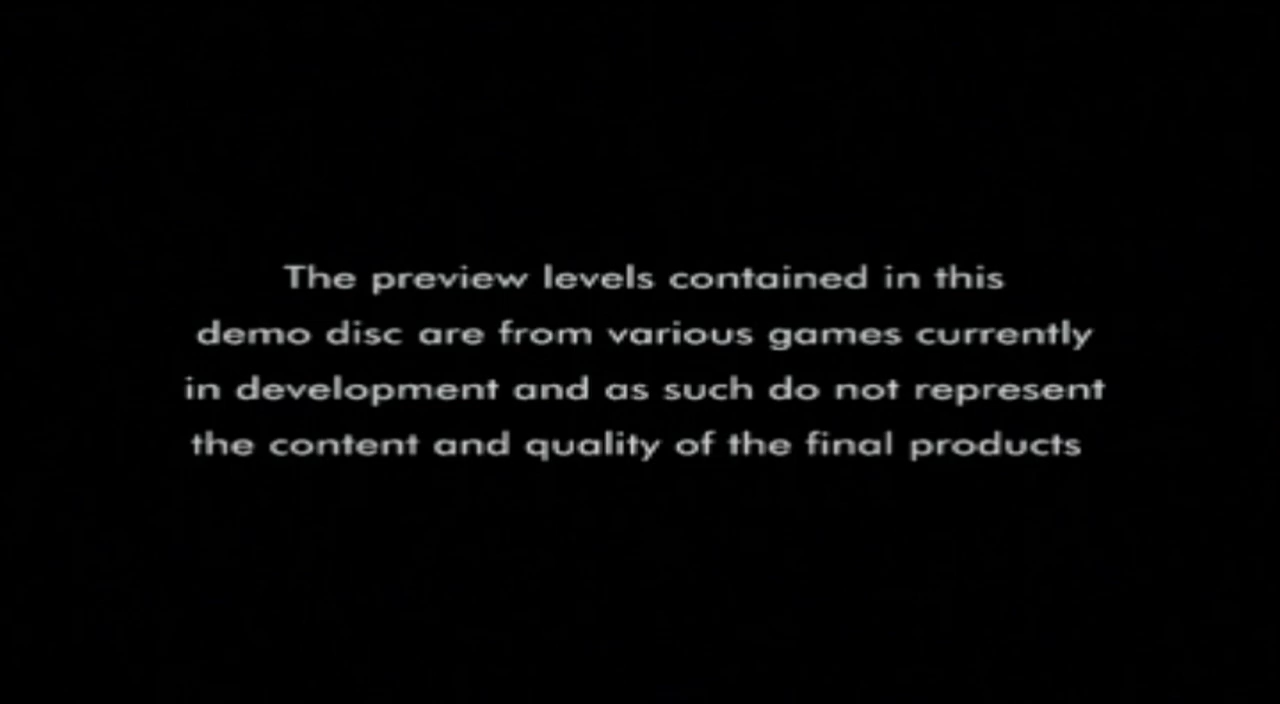 The preview levels contained in this
demo disc are from various games currently
in development and as such do not represent
the content and quality of the final products